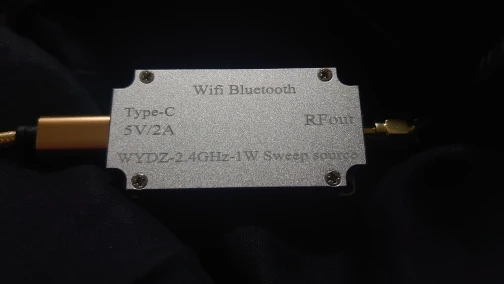 Wifi Bluetooth
Type-C
5V/2A
RFout
WYDZ-2.4GHz-1W Sweep source